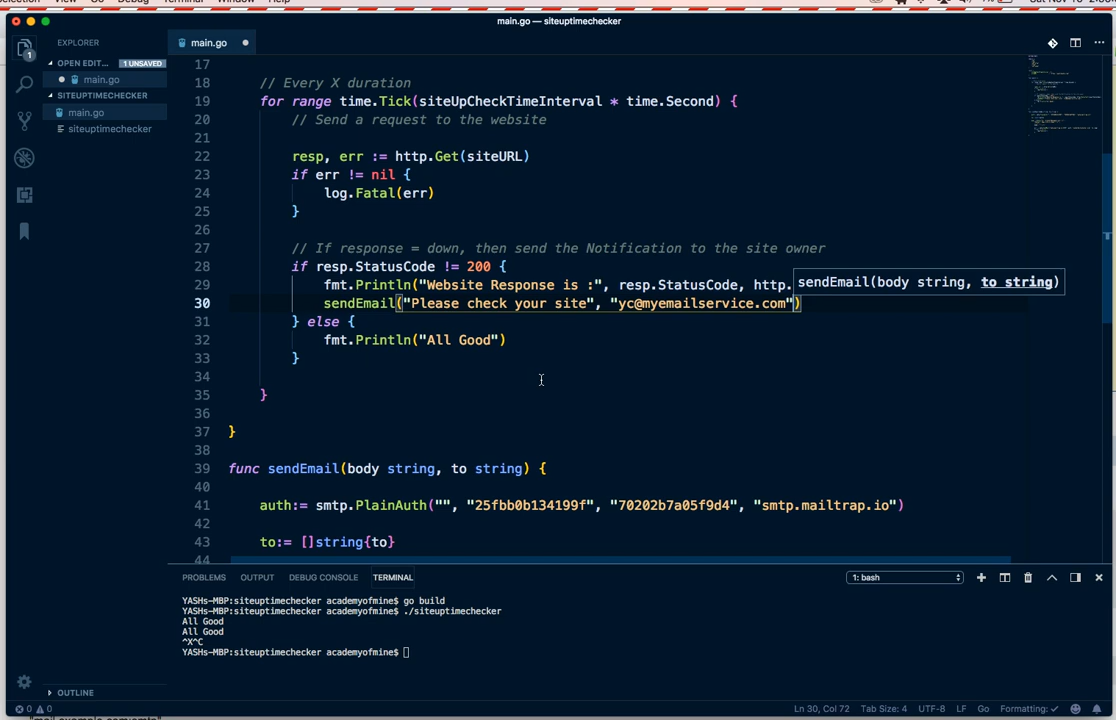 View
Debug
Terminal
Window
Help
main.go — siteuptimechecker
EXPLORER
OPEN EDIT... 1 UNSAVED
main.go
SITEUPTIMECHECKER
main.go
siteuptimechecker
OUTLINE
main.go
17
18 // Every X duration
19 for range time.Tick(siteUpCheckTimeInterval * time.Second) {
20 // Send a request to the website
21
22 resp, err := http.Get(siteURL)
23 if err != nil {
24 log.Fatal(err)
25 }
26
27 // If response = down, then send the Notification to the site owner
28 if resp.StatusCode != 200 {
29 fmt.Println("Website Response is :", resp.StatusCode, http.
sendEmail(body string, to string)
30 sendEmail("Please check your site", "yc@myemailservice.com")
31 } else {
32 fmt.Println("All Good")
33 }
34
35 }
36
37 }
38
39 func sendEmail(body string, to string) {
40
41 auth:= smtp.PlainAuth("", "25fbb0b134199f", "70202b7a05f9d4", "smtp.mailtrap.io")
42
43 to:= []string{to}
44
PROBLEMS OUTPUT DEBUG CONSOLE TERMINAL 1: bash
YASHs-MBP:siteuptimechecker academyofmine$ go build
YASHs-MBP:siteuptimechecker academyofmine$ ./siteuptimechecker
All Good
All Good
^X^C
YASHs-MBP:siteuptimechecker academyofmine$
0 0 Ln 30, Col 72 Tab Size: 4 UTF-8 LF Go Formatting: ✓